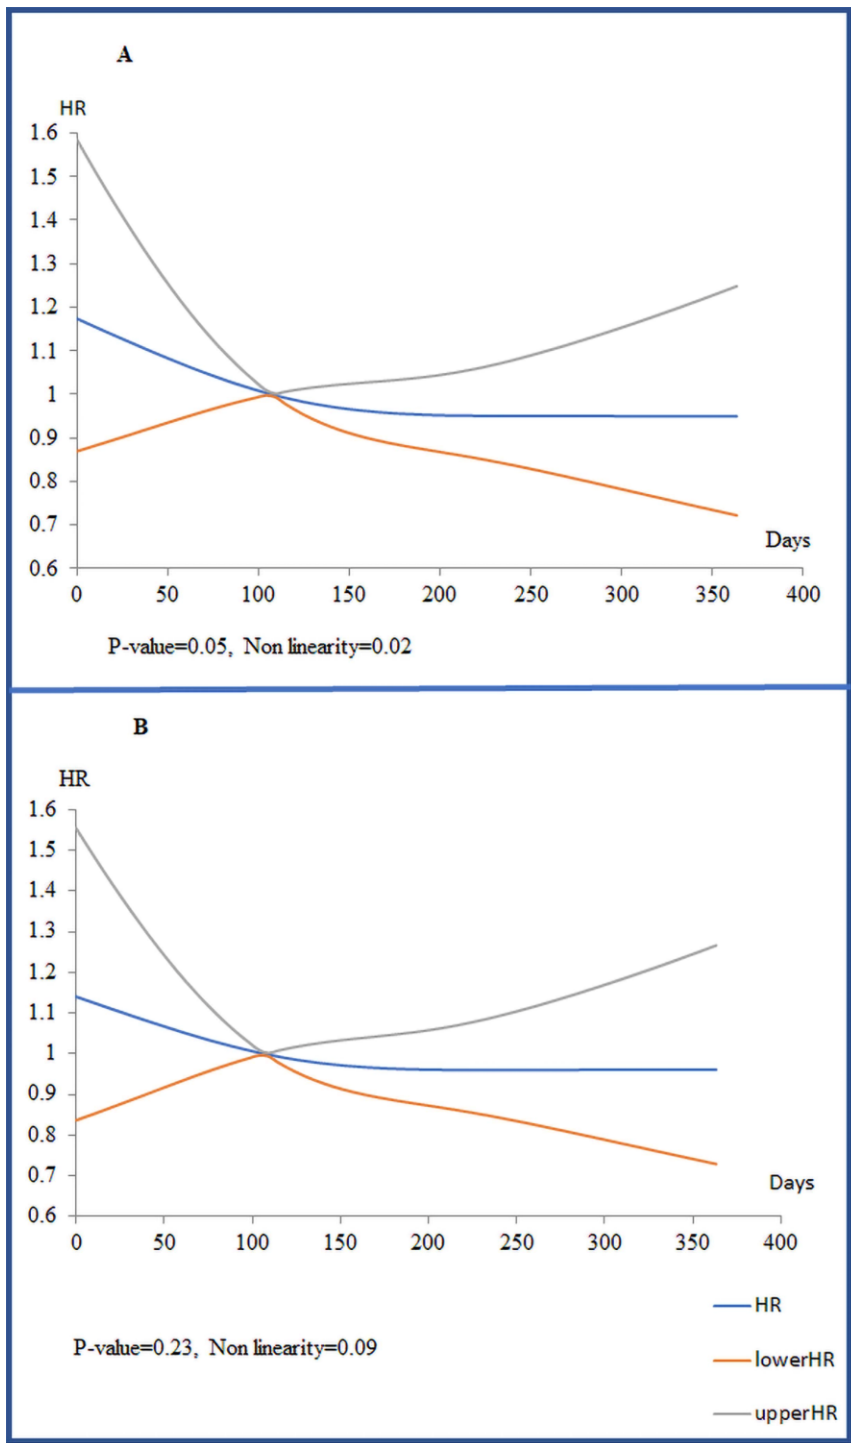 A
HR
1.6
1.5
1.4
1.3
1.2
1.1
1
0.9
0.8
0.7
0.6
Days
0 50 100 150 200 250 300 350 400
P-value=0.05, Non linearity=0.02
B
HR
1.6
1.5
1.4
1.3
1.2
1.1
1
0.9
0.8
0.7
0.6
Days
0 50 100 150 200 250 300 350 400
HR
P-value=0.23, Non linearity=0.09
lowerHR
upperHR